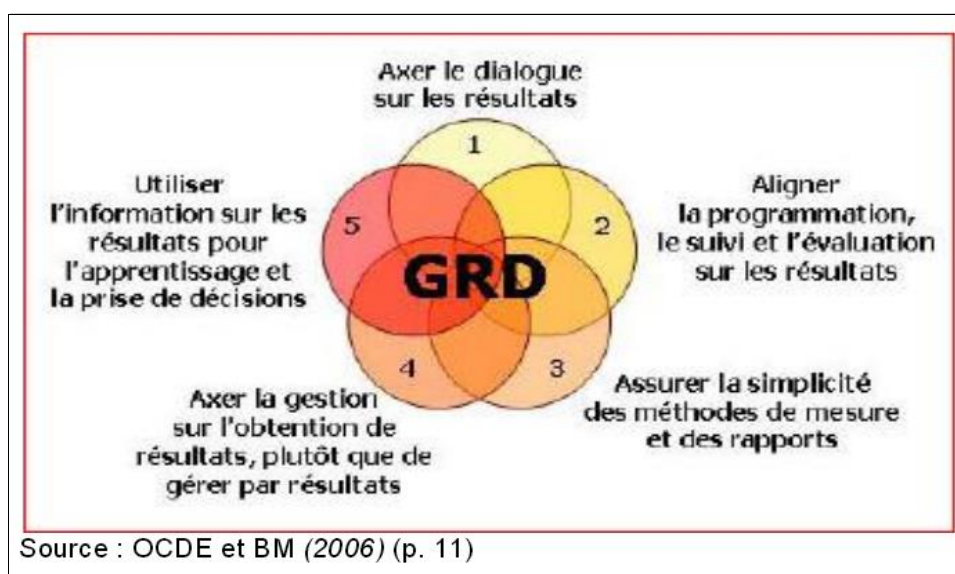 Axer le dialogue
sur les résultats
1
Utiliser
l'information sur les
résultats pour
l'apprentissage et
la prise de décisions
5
2
Aligner
la programmation,
le suivi et l'évaluation
sur les résultats
GRD
4
3
Axer la gestion
sur l'obtention de
résultats, plutôt que de
gérer par résultats
Assurer la simplicité
des méthodes de mesure
et des rapports
Source : OCDE et BM (2006) (p. 11)